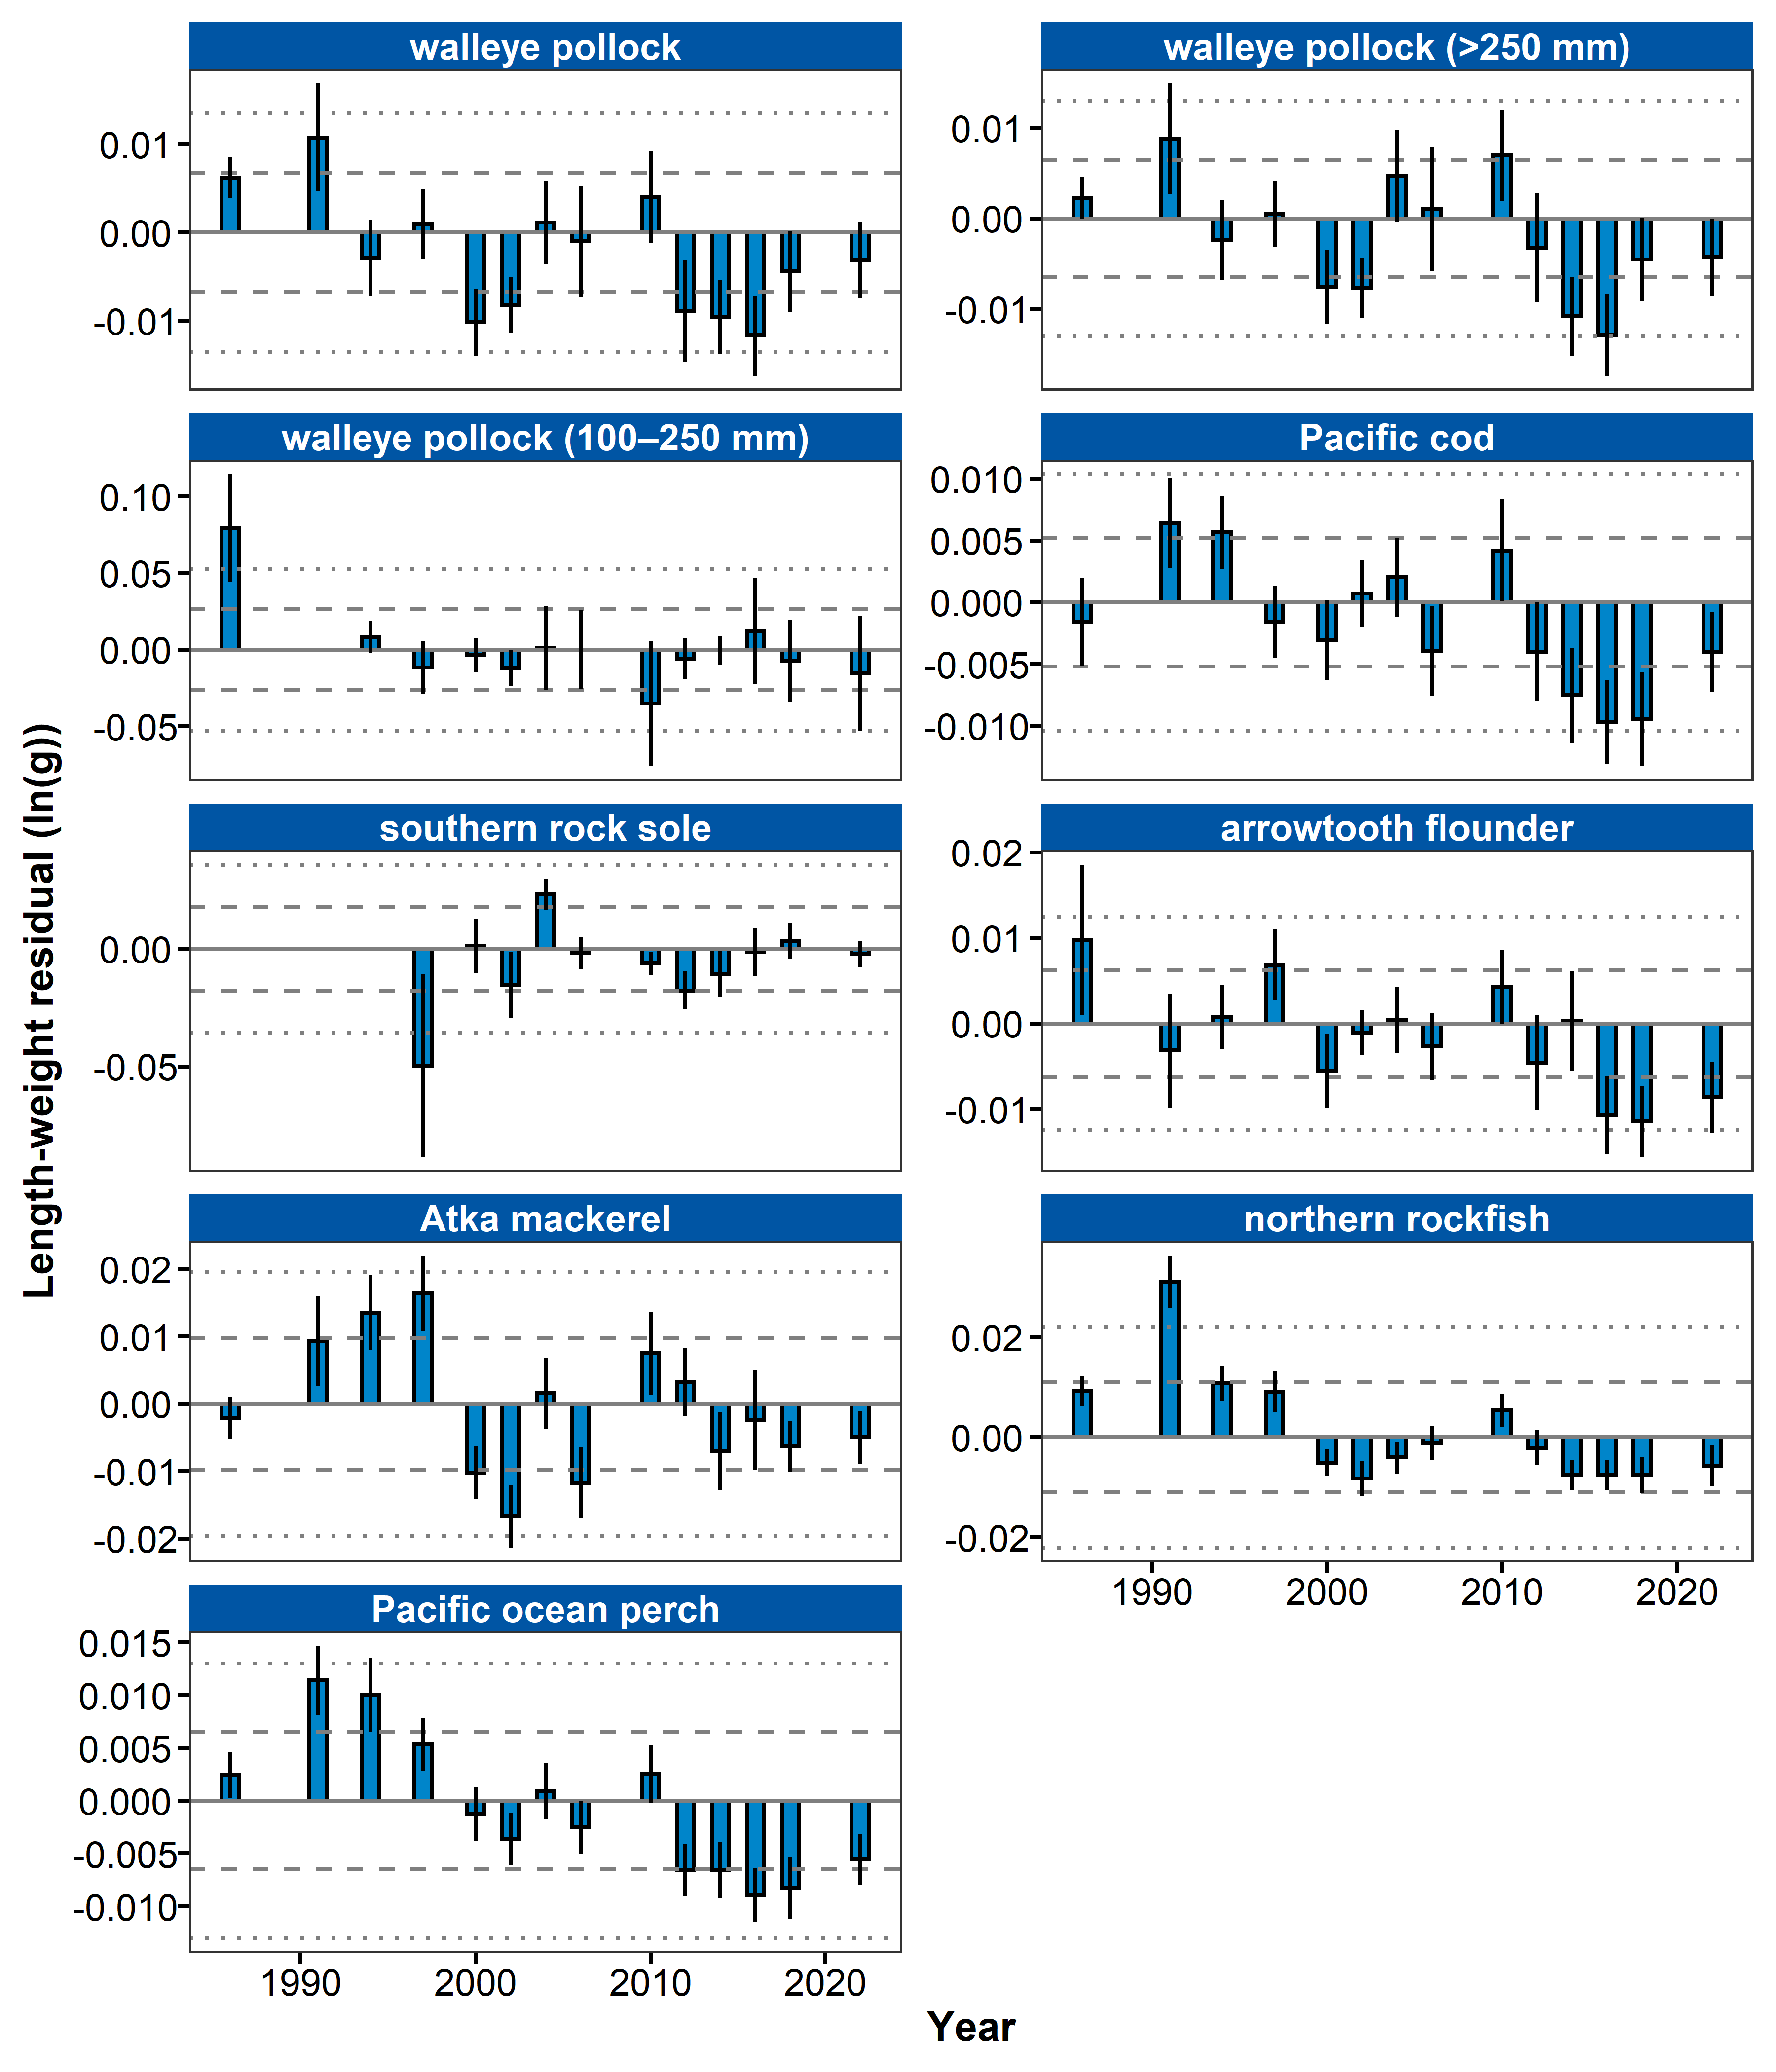 walleye pollock
0.01
0.00
-0.01
walleye pollock (>250 mm)
0.01
0.00
-0.01
walleye pollock (100–250 mm)
0.10
0.05
0.00
-0.05
Pacific cod
0.010
0.005
0.000
-0.005
-0.010
southern rock sole
0.00
-0.05
arrowtooth flounder
0.02
0.01
0.00
-0.01
Atka mackerel
0.02
0.01
0.00
-0.01
-0.02
northern rockfish
0.02
0.00
-0.02
1990 2000 2010 2020
Pacific ocean perch
0.015
0.010
0.005
0.000
-0.005
-0.010
1990 2000 2010 2020
Length-weight residual (ln(g))
Year